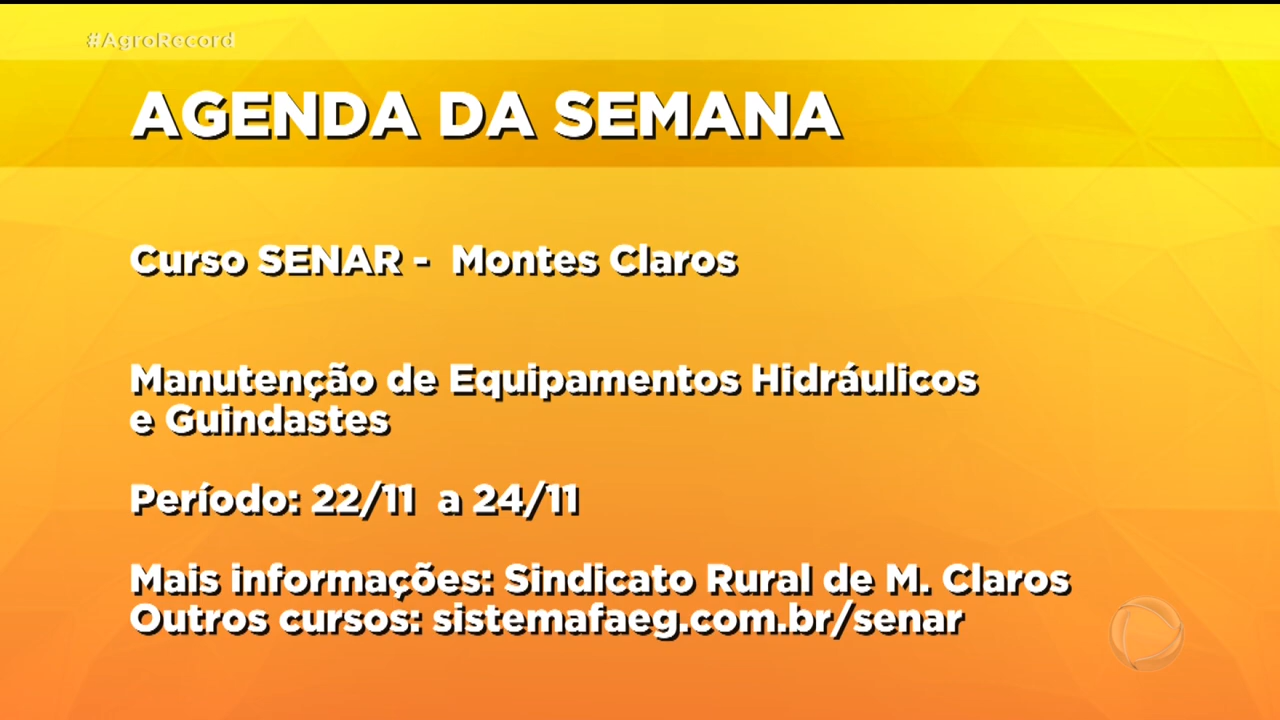 #AgroRecord
AGENDA DA SEMANA
Curso SENAR - Montes Claros
Manutenção de Equipamentos Hidráulicos
e Guindastes
Período: 22/11 a 24/11
Mais informações: Sindicato Rural de M. Claros
Outros cursos: sistemafaeg.com.br/senar